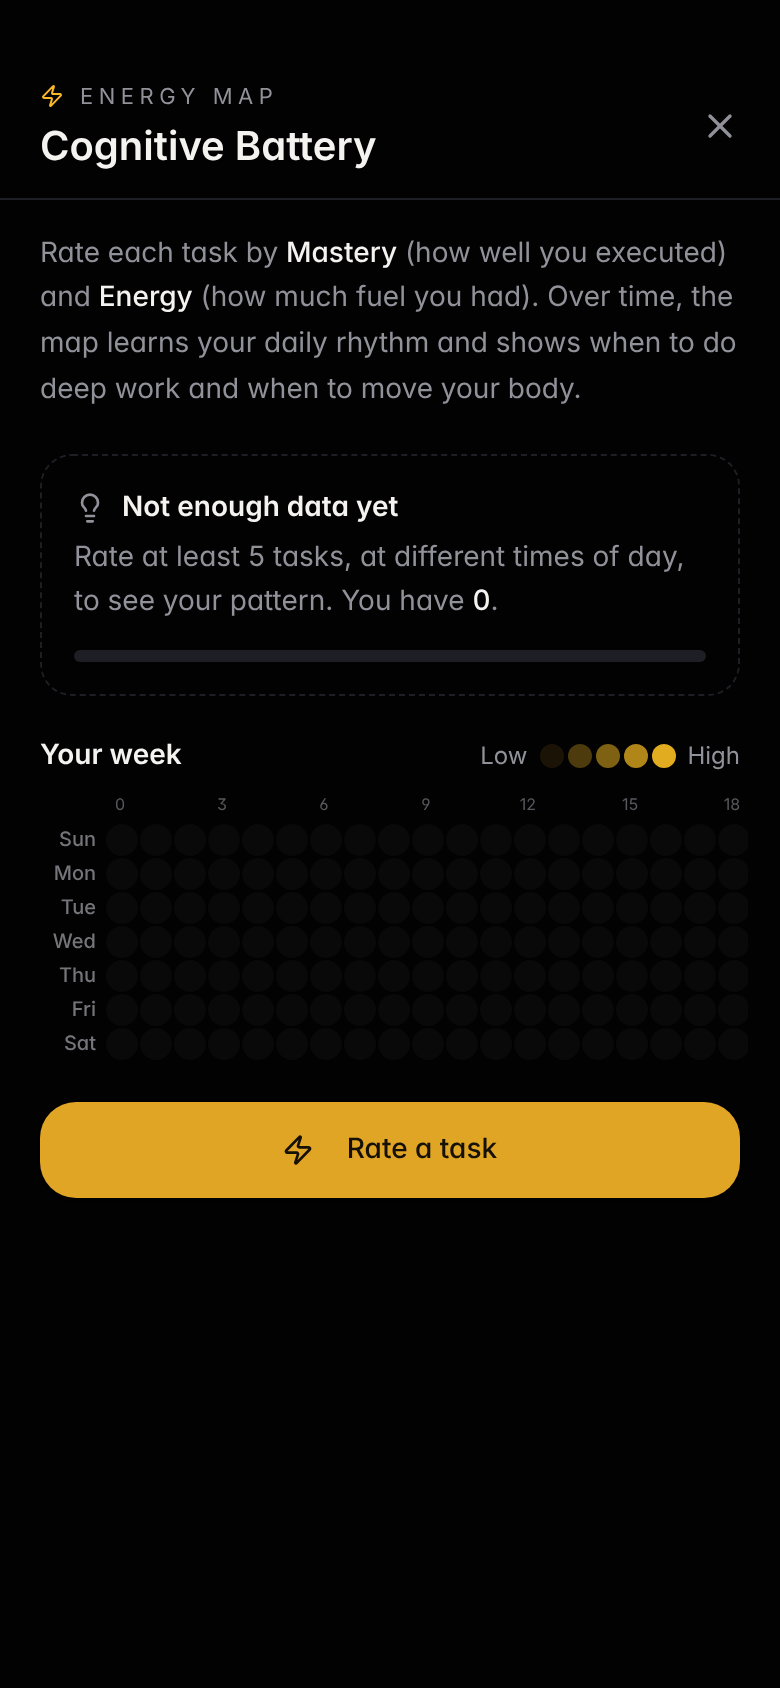 ENERGY MAP
Cognitive Battery
Rate each task by Mastery (how well you executed)
and Energy (how much fuel you had). Over time, the
map learns your daily rhythm and shows when to do
deep work and when to move your body.
Not enough data yet
Rate at least 5 tasks, at different times of day,
to see your pattern. You have 0.
Your week Low High
0 3 6 9 12 15 18
Sun
Mon
Tue
Wed
Thu
Fri
Sat
Rate a task